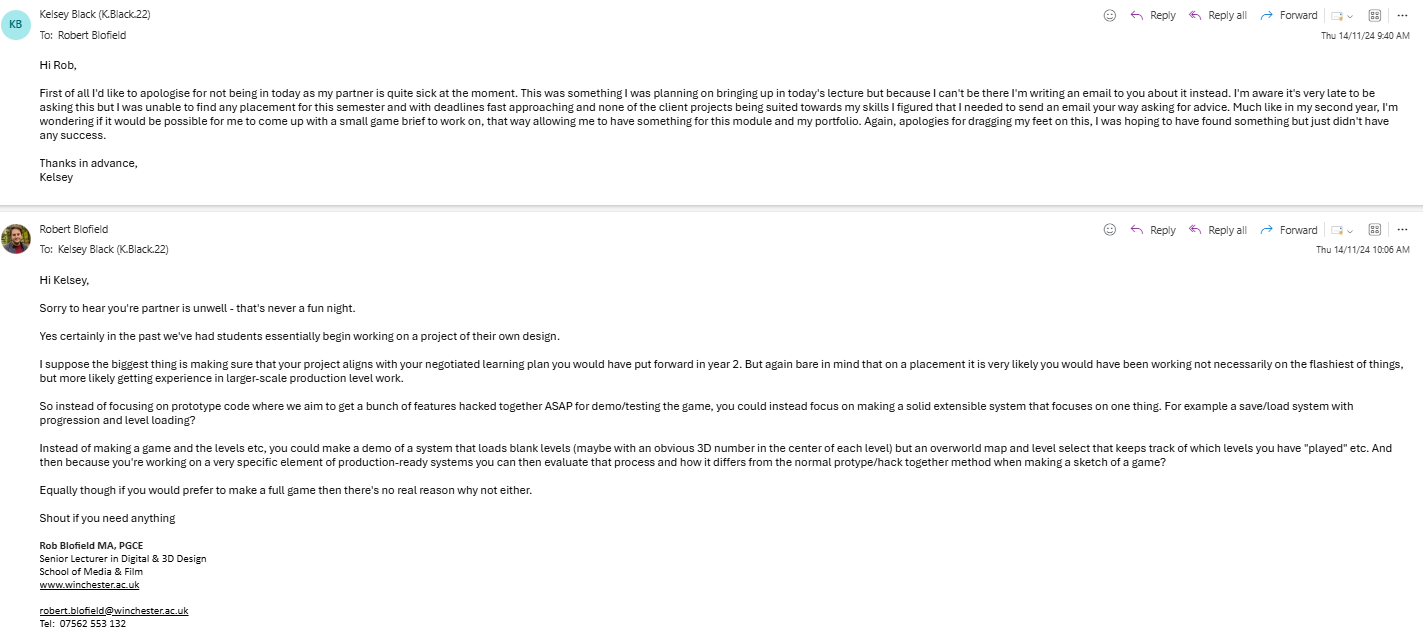 KB
Kelsey Black (K.Black.22)
Reply
Reply all
Forward
To: Robert Blofield
Thu 14/11/24 9:40 AM
Hi Rob,
First of all I'd like to apologise for not being in today as my partner is quite sick at the moment. This was something I was planning on bringing up in today's lecture but because I can't be there I'm writing an email to you about it instead. I'm aware it's very late to be
asking this but I was unable to find any placement for this semester and with deadlines fast approaching and none of the client projects being suited towards my skills I figured that I needed to send an email your way asking for advice. Much like in my second year, I'm
wondering if it would be possible for me to come up with a small game brief to work on, that way allowing me to have something for this module and my portfolio. Again, apologies for dragging my feet on this, I was hoping to have found something but just didn't have
any success.
Thanks in advance,
Kelsey
Robert Blofield
Reply
Reply all
Forward
To: Kelsey Black (K.Black.22)
Thu 14/11/24 10:06 AM
Hi Kelsey,
Sorry to hear you're partner is unwell - that's never a fun night.
Yes certainly in the past we've had students essentially begin working on a project of their own design.
I suppose the biggest thing is making sure that your project aligns with your negotiated learning plan you would have put forward in year 2. But again bare in mind that on a placement it is very likely you would have been working not necessarily on the flashiest of things,
but more likely getting experience in larger-scale production level work.
So instead of focusing on prototype code where we aim to get a bunch of features hacked together ASAP for demo/testing the game, you could instead focus on making a solid extensible system that focuses on one thing. For example a save/load system with
progression and level loading?
Instead of making a game and the levels etc, you could make a demo of a system that loads blank levels (maybe with an obvious 3D number in the center of each level) but an overworld map and level select that keeps track of which levels you have "played" etc. And
then because you're working on a very specific element of production-ready systems you can then evaluate that process and how it differs from the normal protype/hack together method when making a sketch of a game?
Equally though if you would prefer to make a full game then there's no real reason why not either.
Shout if you need anything
Rob Blofield MA, PGCE
Senior Lecturer in Digital & 3D Design
School of Media & Film
www.winchester.ac.uk
robert.blofield@winchester.ac.uk
Tel: 07562 553 132